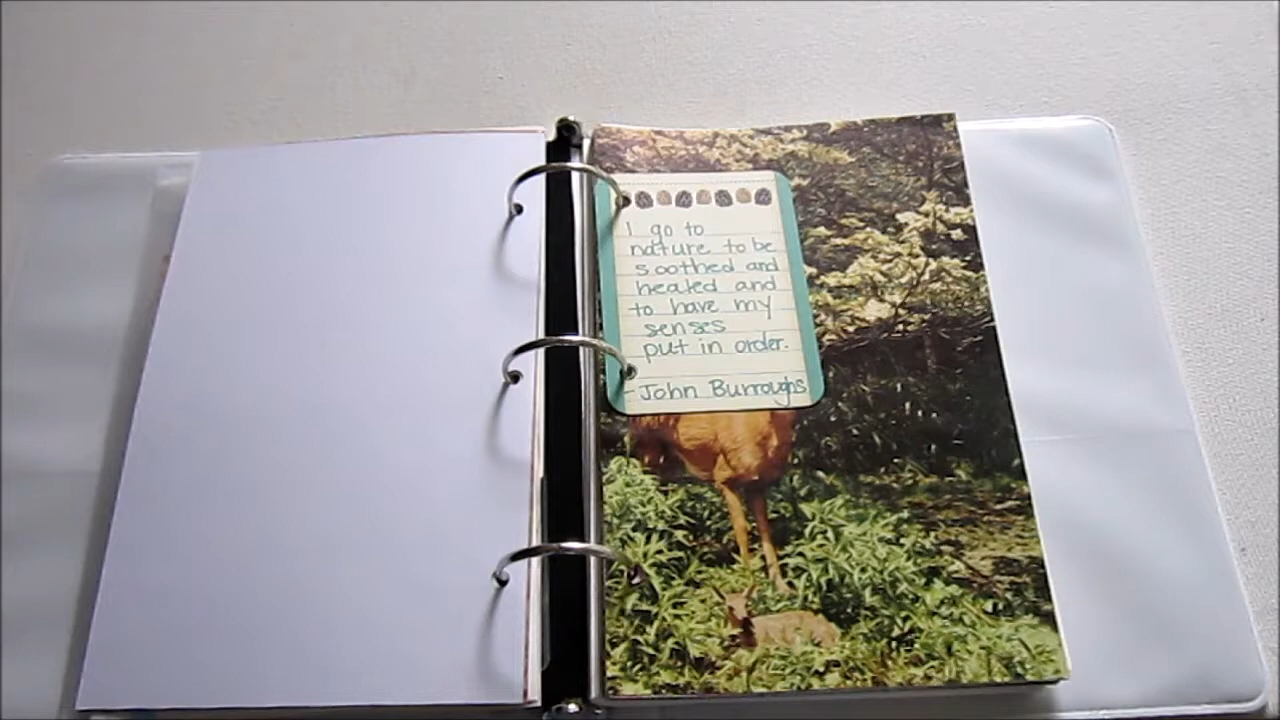 I go to
nature to be
soothed and
healed and
to have my
senses
put in order.
- John Burroughs